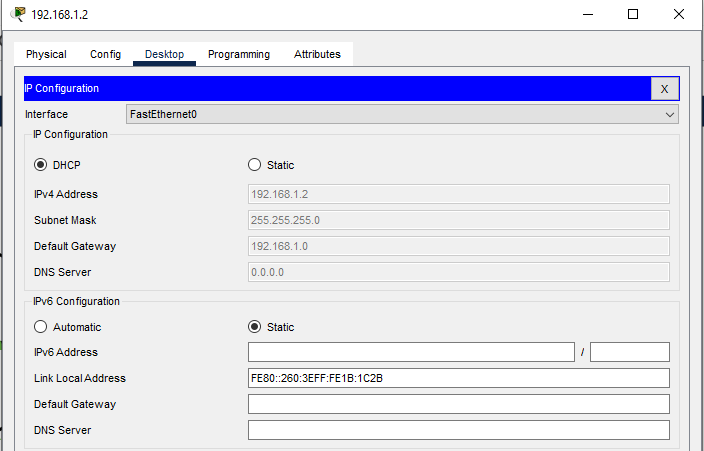 192.168.1.2
Physical Config Desktop Programming Attributes
IP Configuration X
Interface FastEthernet0
IP Configuration
DHCP Static
IPv4 Address 192.168.1.2
Subnet Mask 255.255.255.0
Default Gateway 192.168.1.0
DNS Server 0.0.0.0
IPv6 Configuration
Automatic Static
IPv6 Address /
Link Local Address FE80::260:3EFF:FE1B:1C2B
Default Gateway
DNS Server